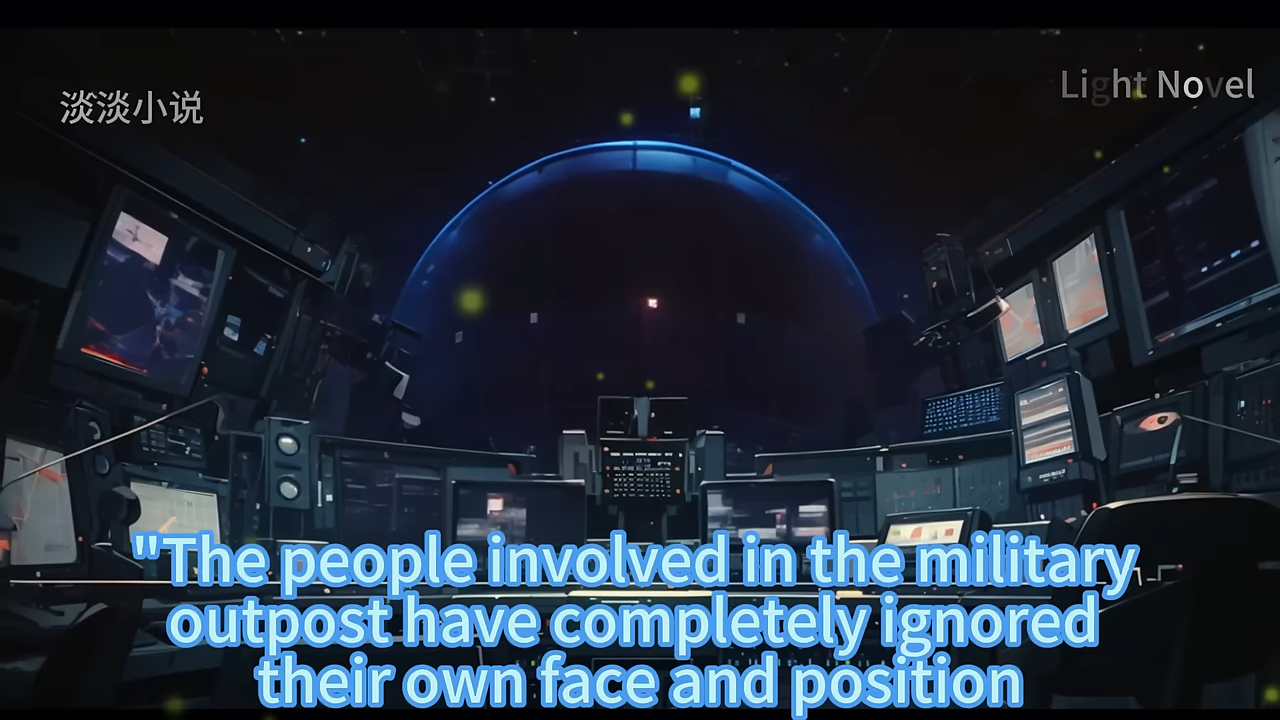 淡淡小说
Light Novel
"The people involved in the military
outpost have completely ignored
their own face and position